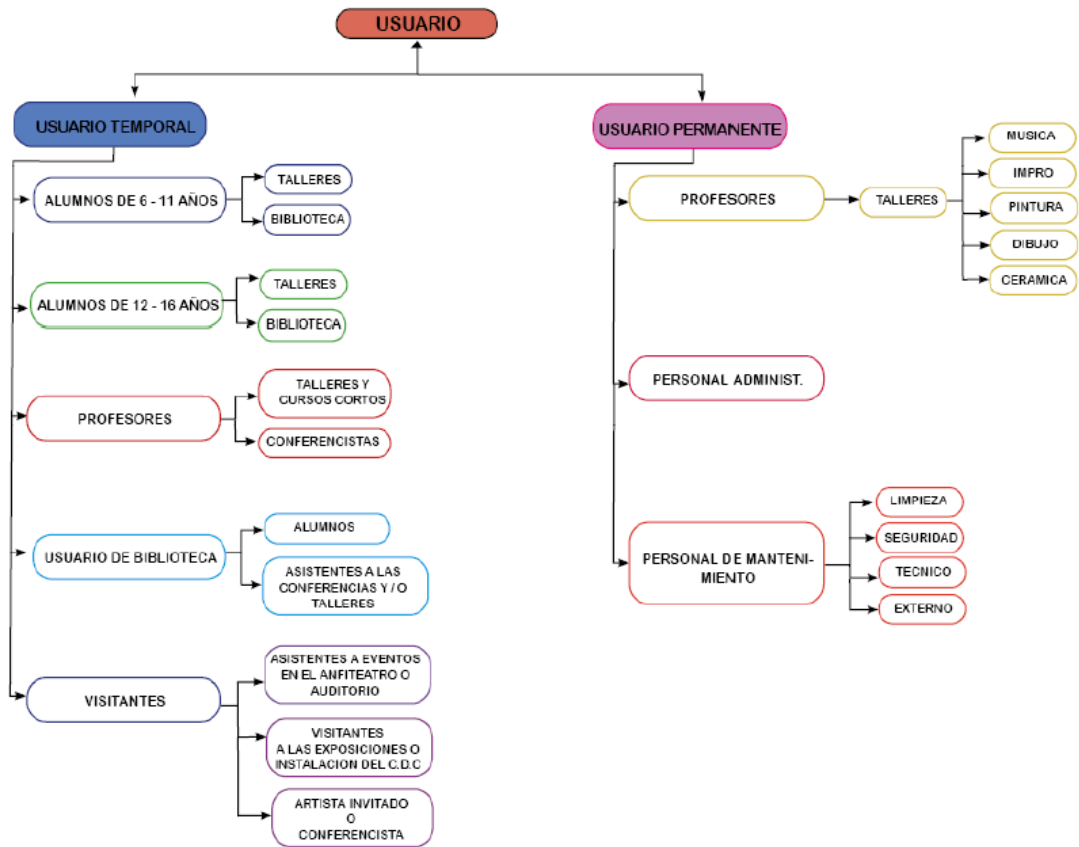 USUARIO
USUARIO TEMPORAL
ALUMNOS DE 6 - 11 AÑOS
TALLERES
BIBLIOTECA
ALUMNOS DE 12 - 16 AÑOS
TALLERES
BIBLIOTECA
PROFESORES
TALLERES Y
CURSOS CORTOS
CONFERENCISTAS
USUARIO DE BIBLIOTECA
ALUMNOS
ASISTENTES A LAS
CONFERENCIAS Y / O
TALLERES
VISITANTES
ASISTENTES A EVENTOS
EN EL ANFITEATRO O
AUDITORIO
VISITANTES
A LAS EXPOSICIONES O
INSTALACION DEL C.D.C
ARTISTA INVITADO
O
CONFERENCISTA
USUARIO PERMANENTE
PROFESORES
TALLERES
MUSICA
IMPRO
PINTURA
DIBUJO
CERAMICA
PERSONAL ADMINIST.
PERSONAL DE MANTENI-
MIENTO
LIMPIEZA
SEGURIDAD
TECNICO
EXTERNO